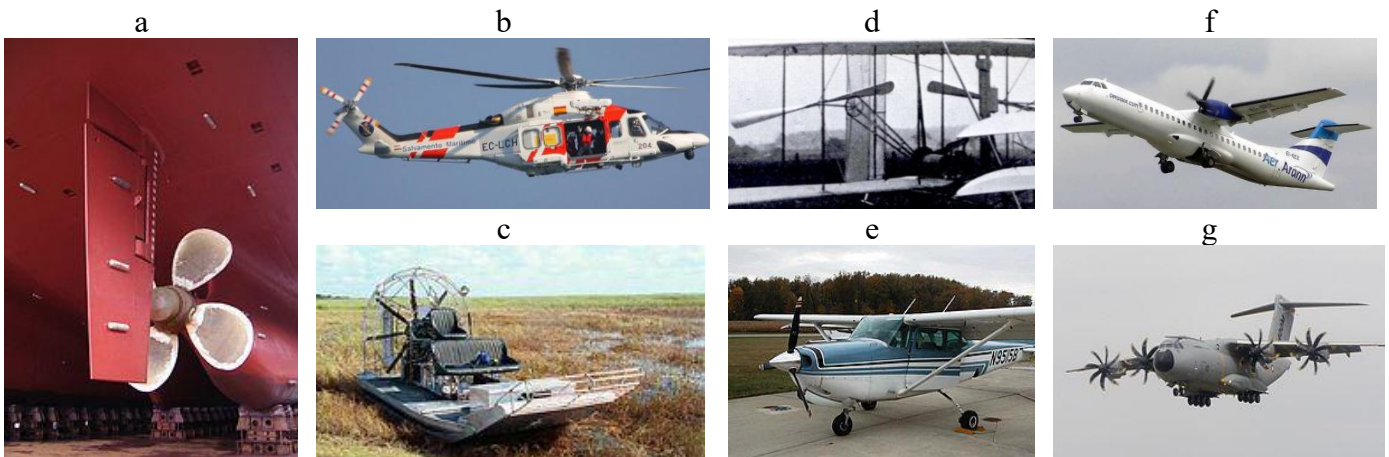 a
b
d
f
Salvamento Marítimo
EC-LCH
204
c
e
g
N9515B
Aer Arann